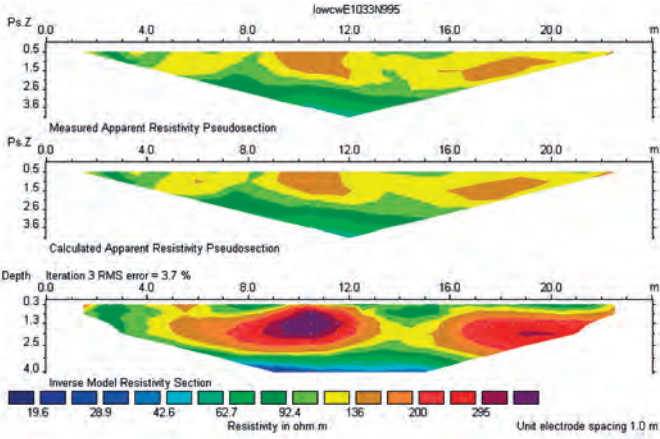 lowcwE1033N995
Ps.Z 0.0 4.0 8.0 12.0 16.0 20.0 m
0.5
1.5
2.6
3.6
Measured Apparent Resistivity Pseudosection
Ps.Z 0.0 4.0 8.0 12.0 16.0 20.0 m
0.5
1.5
2.6
3.6
Calculated Apparent Resistivity Pseudosection
Depth Iteration 3 RMS error = 3.7 %
0.0 4.0 8.0 12.0 16.0 20.0 m
0.3
1.3
2.5
4.0
Inverse Model Resistivity Section
19.6 28.9 42.6 62.7 92.4 136 200 295
Resistivity in ohm.m Unit electrode spacing 1.0 m